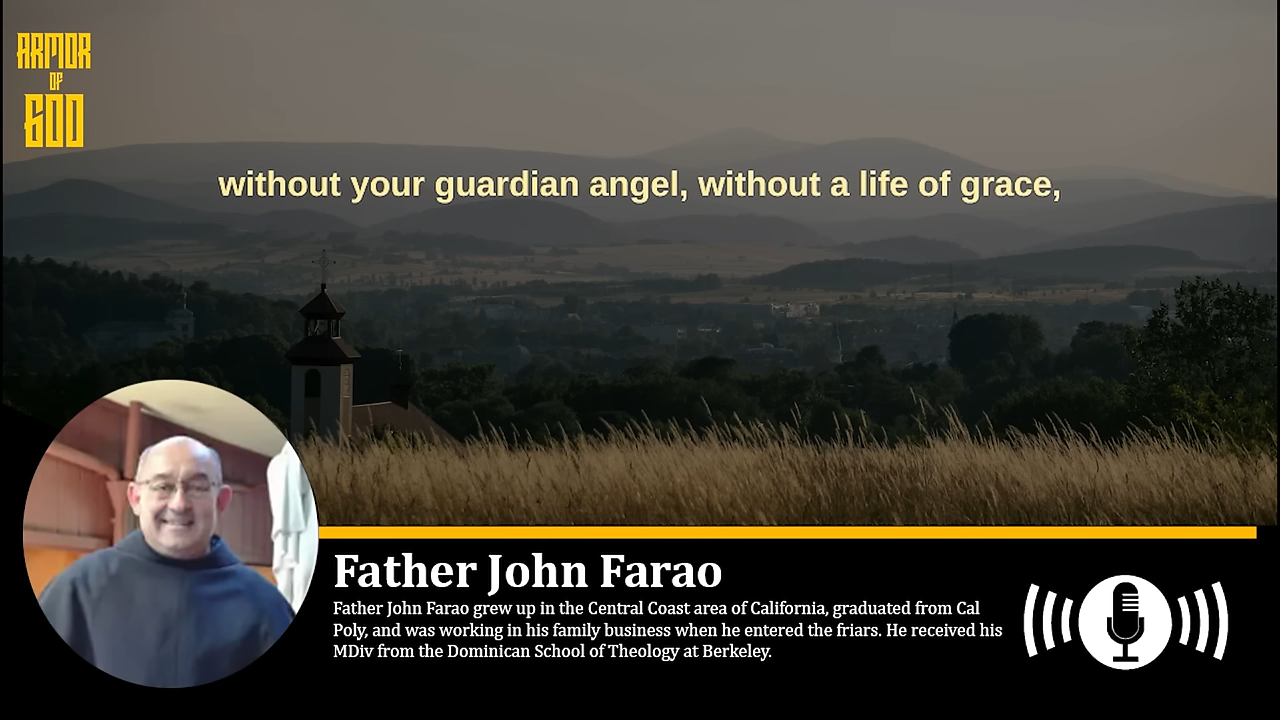 ARMOR
OF
GOD
without your guardian angel, without a life of grace,
Father John Farao
Father John Farao grew up in the Central Coast area of California, graduated from Cal
Poly, and was working in his family business when he entered the friars. He received his
MDiv from the Dominican School of Theology at Berkeley.